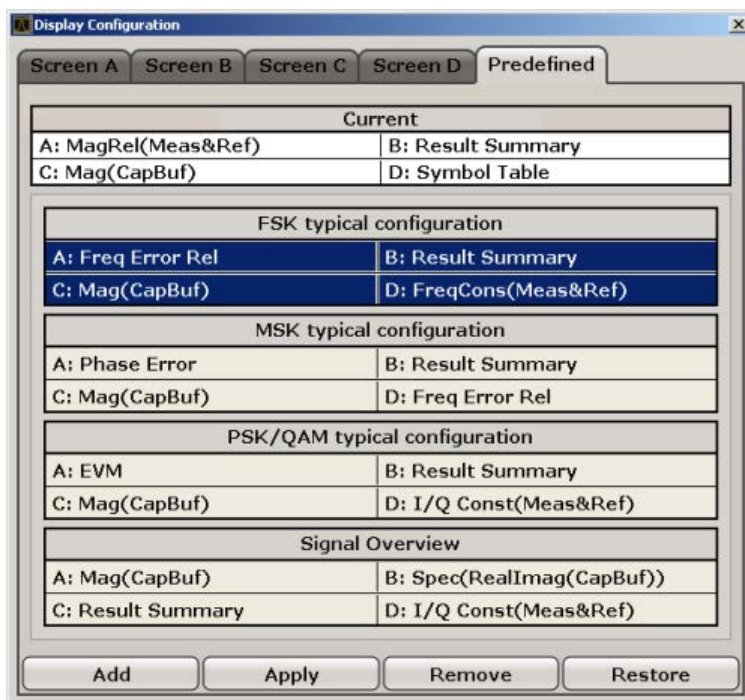 Display Configuration
Screen A Screen B Screen C Screen D Predefined
Current
A: MagRel(Meas&Ref) B: Result Summary
C: Mag(CapBuf) D: Symbol Table
FSK typical configuration
A: Freq Error Rel B: Result Summary
C: Mag(CapBuf) D: FreqCons(Meas&Ref)
MSK typical configuration
A: Phase Error B: Result Summary
C: Mag(CapBuf) D: Freq Error Rel
PSK/QAM typical configuration
A: EVM B: Result Summary
C: Mag(CapBuf) D: I/Q Const(Meas&Ref)
Signal Overview
A: Mag(CapBuf) B: Spec(RealImag(CapBuf))
C: Result Summary D: I/Q Const(Meas&Ref)
Add Apply Remove Restore